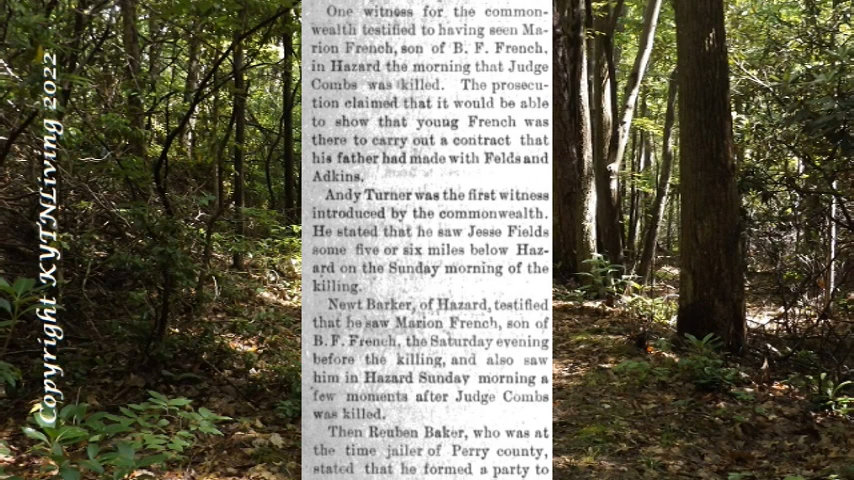 Copyright KYTNLiving 2022
One witness for the common-
wealth testified to having seen Ma-
rion French, son of B. F. French,
in Hazard the morning that Judge
Combs was killed. The prosecu-
tion claimed that it would be able
to show that young French was
there to carry out a contract that
his father had made with Felds and
Adkins.
Andy Turner was the first witness
introduced by the commonwealth.
He stated that he saw Jesse Fields
some five or six miles below Haz-
ard on the Sunday morning of the
killing.
Newt Barker, of Hazard, testified
that he saw Marion French, son of
B. F. French, the Saturday evening
before the killing, and also saw
him in Hazard Sunday morning a
few moments after Judge Combs
was killed.
Then Reuben Baker, who was at
the time jailer of Perry county,
stated that he formed a party to